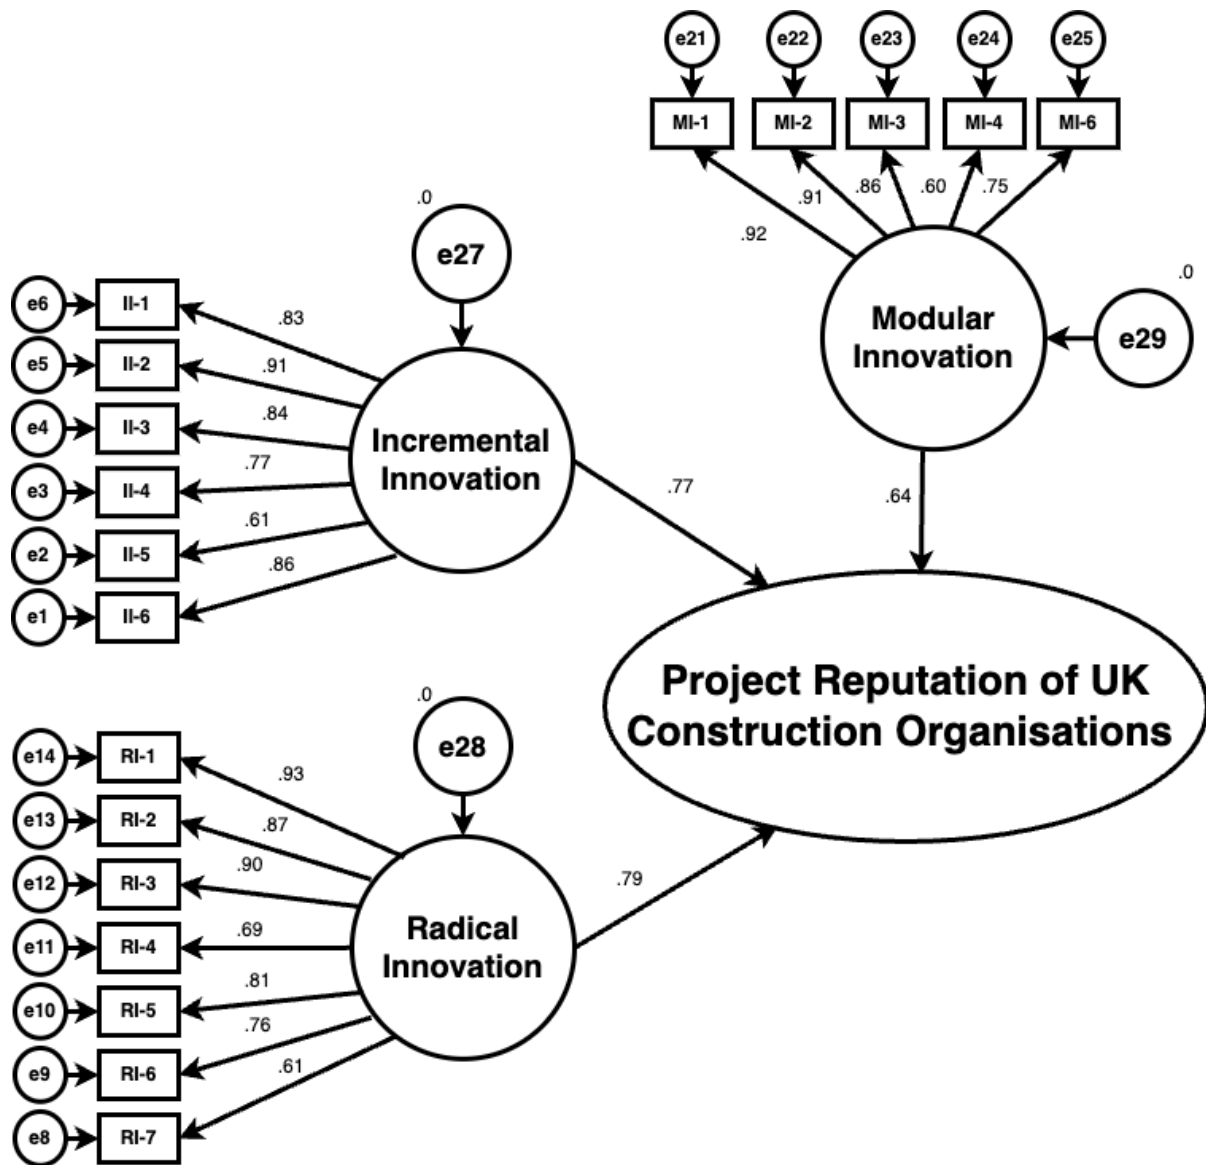 e21 e22 e23 e24 e25
MI-1 MI-2 MI-3 MI-4 MI-6
.92 .91 .86 .60 .75
Modular
Innovation
.0
e29
.64
.0
e27
e6 II-1 .83
e5 II-2 .91
e4 II-3 .84
e3 II-4 .77
e2 II-5 .61
e1 II-6 .86
Incremental
Innovation
.77
Project Reputation of UK
Construction Organisations
.0
e28
e14 RI-1 .93
e13 RI-2 .87
e12 RI-3 .90
e11 RI-4 .69
e10 RI-5 .81
e9 RI-6 .76
e8 RI-7 .61
Radical
Innovation
.79